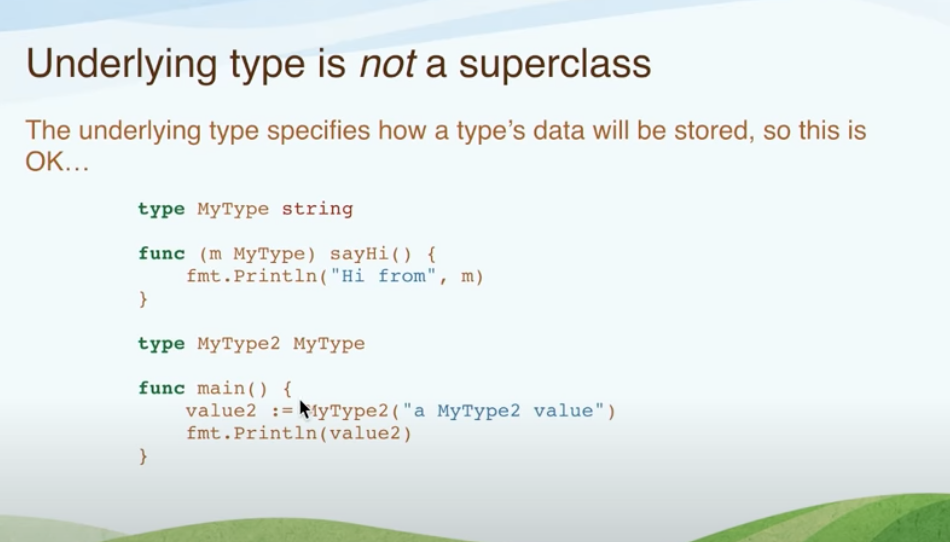 Underlying type is not a superclass
The underlying type specifies how a type's data will be stored, so this is
OK…
type MyType string
func (m MyType) sayHi() {
    fmt.Println("Hi from", m)
}
type MyType2 MyType
func main() {
    value2 := MyType2("a MyType2 value")
    fmt.Println(value2)
}